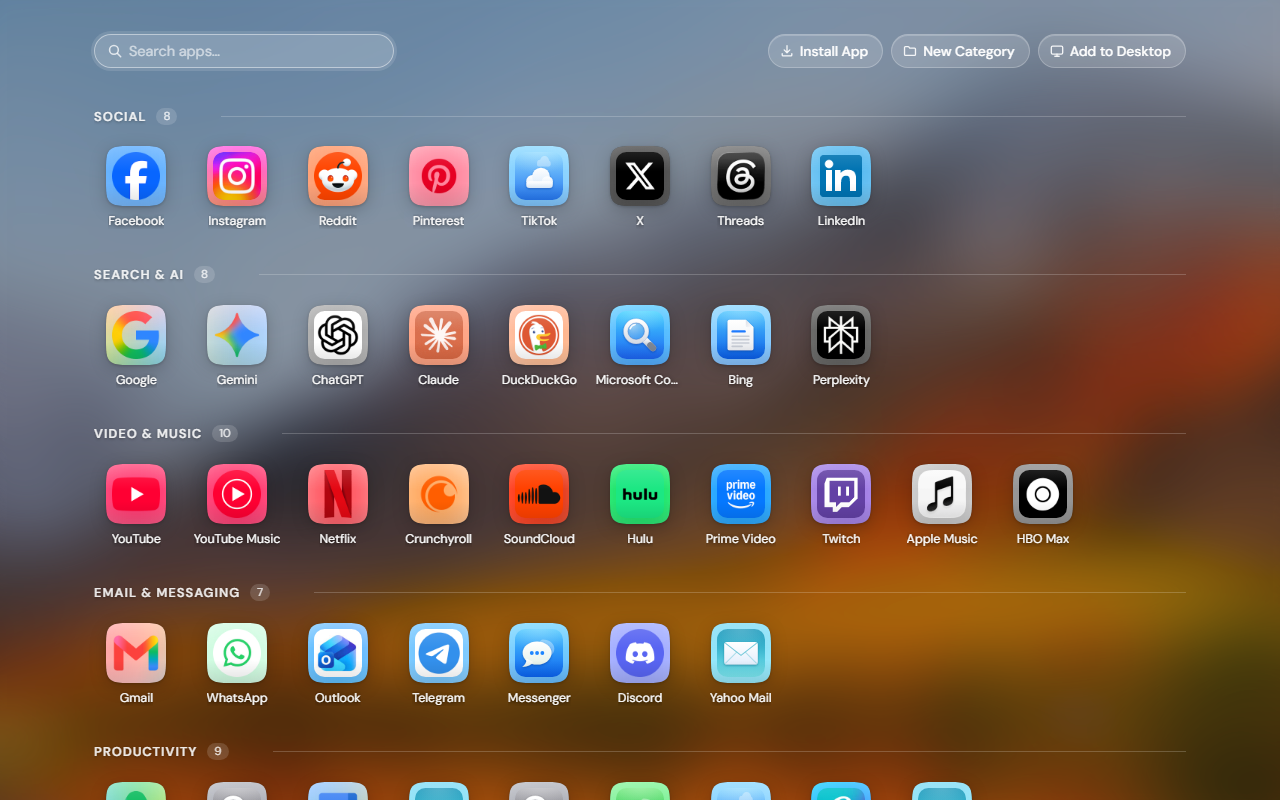 Search apps...
Install App
New Category
Add to Desktop
SOCIAL 8
Facebook Instagram Reddit Pinterest TikTok X Threads LinkedIn
SEARCH & AI 8
Google Gemini ChatGPT Claude DuckDuckGo Microsoft Co... Bing Perplexity
VIDEO & MUSIC 10
hulu
prime
video
YouTube YouTube Music Netflix Crunchyroll SoundCloud Hulu Prime Video Twitch Apple Music HBO Max
EMAIL & MESSAGING 7
Gmail WhatsApp Outlook Telegram Messenger Discord Yahoo Mail
PRODUCTIVITY 9